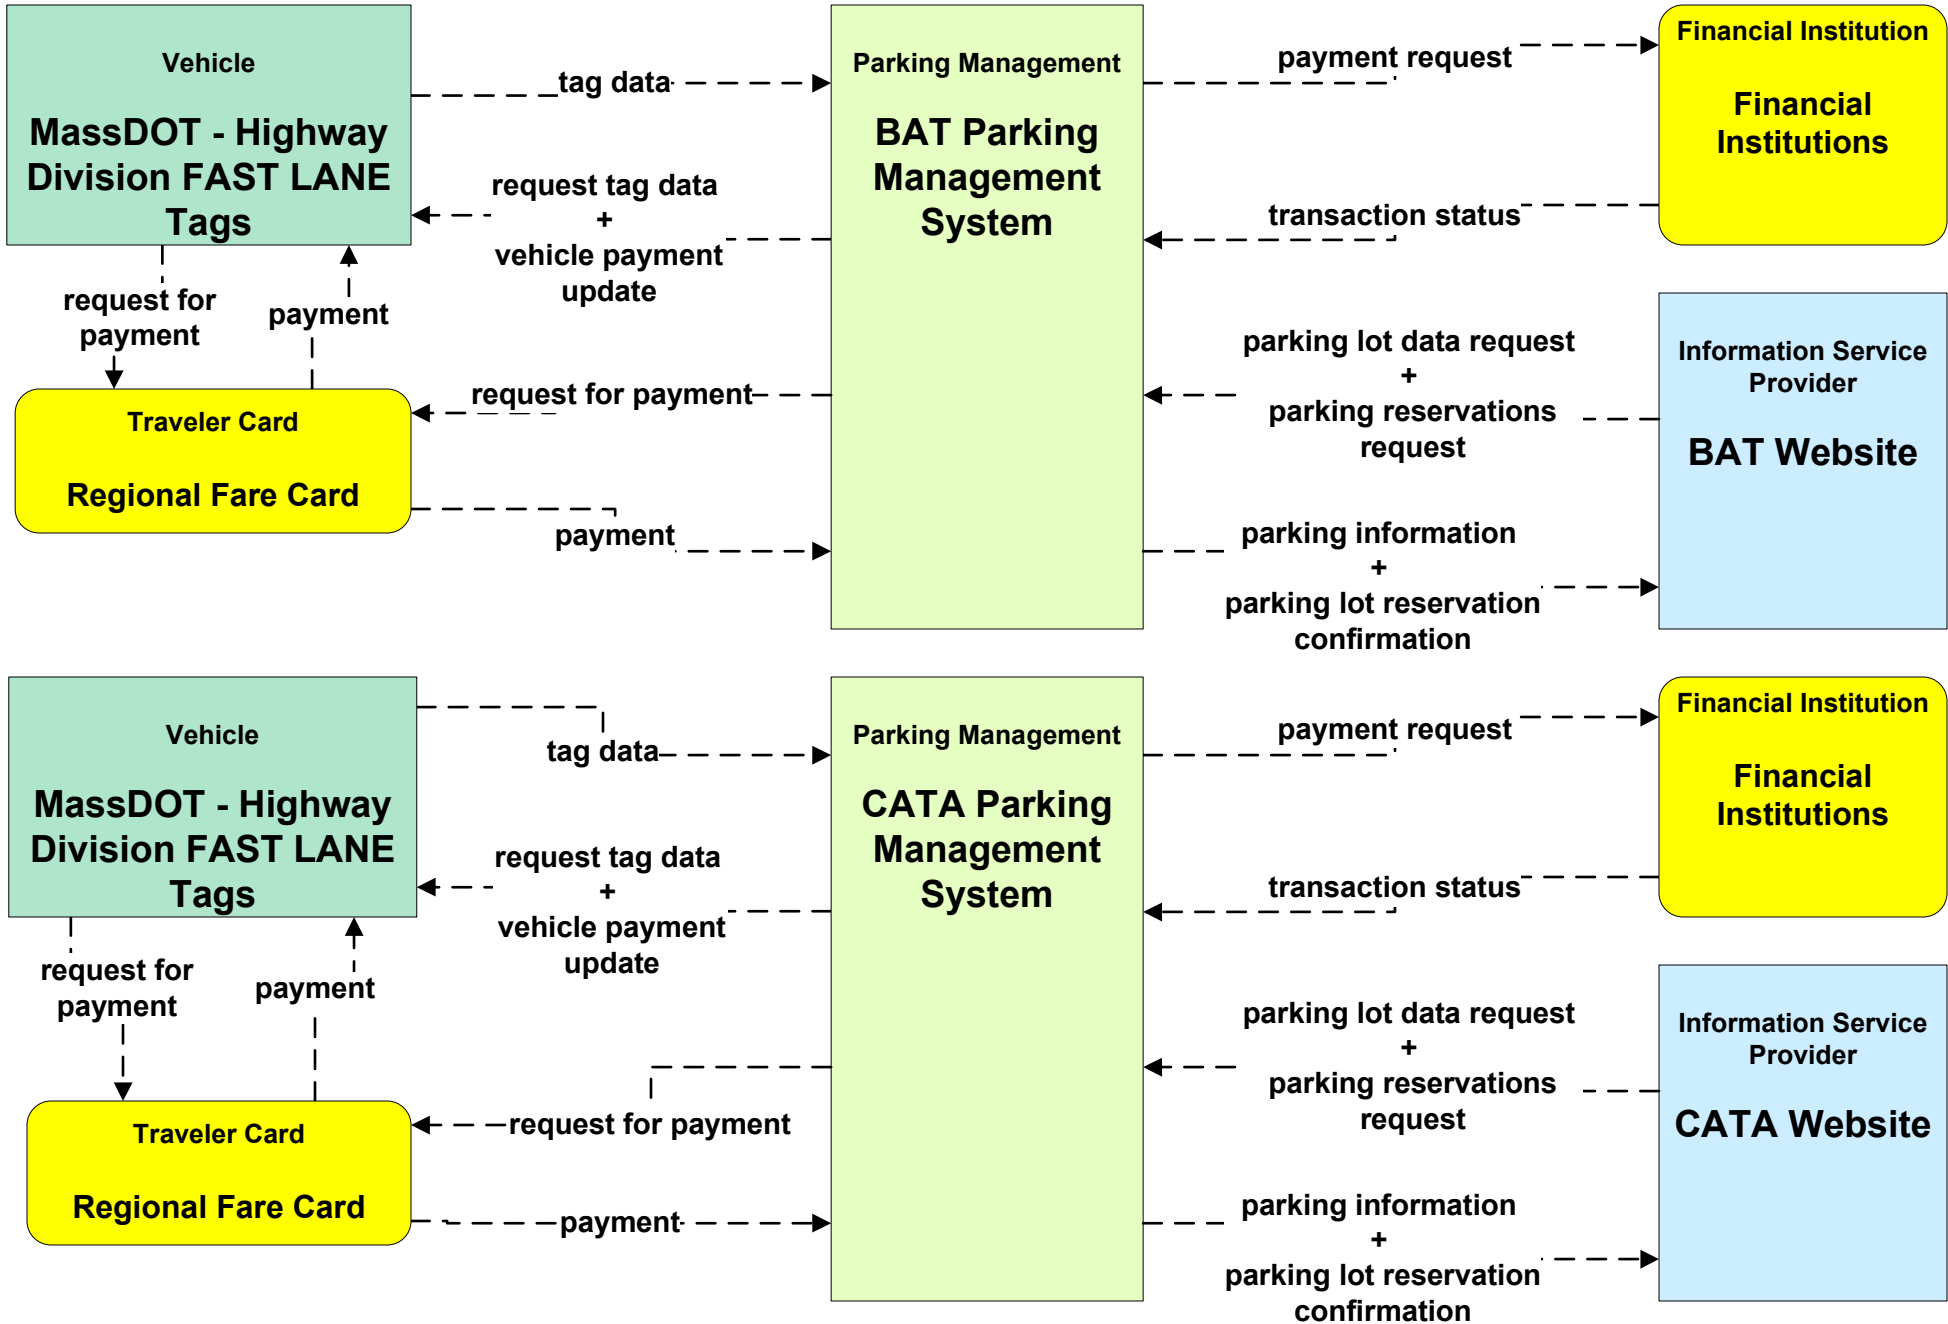 Vehicle
MassDOT - Highway
Division FAST LANE
Tags
tag data
request tag data
+
vehicle payment
update
request for
payment
payment
Traveler Card
Regional Fare Card
request for payment
payment
Parking Management
BAT Parking
Management
System
payment request
transaction status
Financial Institution
Financial
Institutions
parking lot data request
+
parking reservations
request
parking information
+
parking lot reservation
confirmation
Information Service
Provider
BAT Website
Vehicle
MassDOT - Highway
Division FAST LANE
Tags
tag data
request tag data
+
vehicle payment
update
request for
payment
payment
Traveler Card
Regional Fare Card
request for payment
payment
Parking Management
CATA Parking
Management
System
payment request
transaction status
Financial Institution
Financial
Institutions
parking lot data request
+
parking reservations
request
parking information
+
parking lot reservation
confirmation
Information Service
Provider
CATA Website